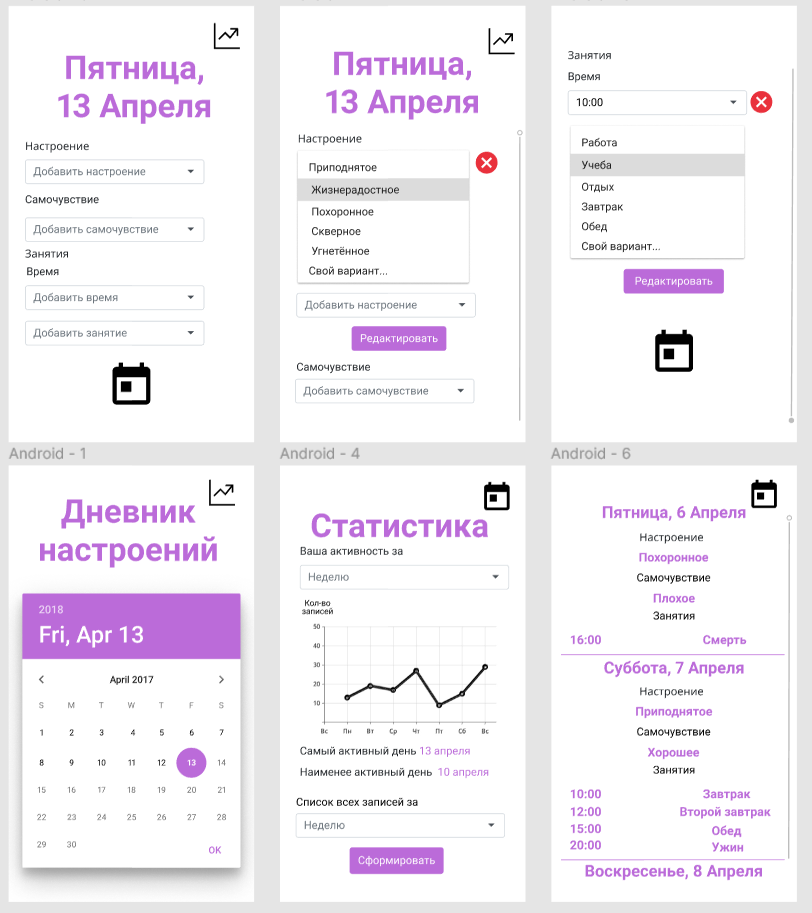 Пятница,
13 Апреля
Настроение
Добавить настроение
Самочувствие
Добавить самочувствие
Занятия
Время
Добавить время
Добавить занятие
Пятница,
13 Апреля
Настроение
Приподнятое
Жизнерадостное
Похоронное
Скверное
Угнетённое
Свой вариант...
Добавить настроение
Редактировать
Самочувствие
Добавить самочувствие
Занятия
Время
10:00
Работа
Учеба
Отдых
Завтрак
Обед
Свой вариант...
Редактировать
Android - 1
Дневник
настроений
2018
Fri, Apr 13
April 2017
S M T W T F S
1 2 3 4 5 6 7
8 9 10 11 12 13 14
15 16 17 18 19 20 21
22 23 24 25 26 27 28
29 30
OK
Android - 4
Статистика
Ваша активность за
Неделю
Кол-во
записей
50
40
30
20
10
Вс Пн Вт Ср Чт Пт Сб Вс
Самый активный день 13 апреля
Наименее активный день 10 апреля
Список всех записей за
Неделю
Сформировать
Android - 6
Пятница, 6 Апреля
Настроение
Похоронное
Самочувствие
Плохое
Занятия
16:00 Смерть
Суббота, 7 Апреля
Настроение
Приподнятое
Самочувствие
Хорошее
Занятия
10:00 Завтрак
12:00 Второй завтрак
15:00 Обед
20:00 Ужин
Воскресенье, 8 Апреля